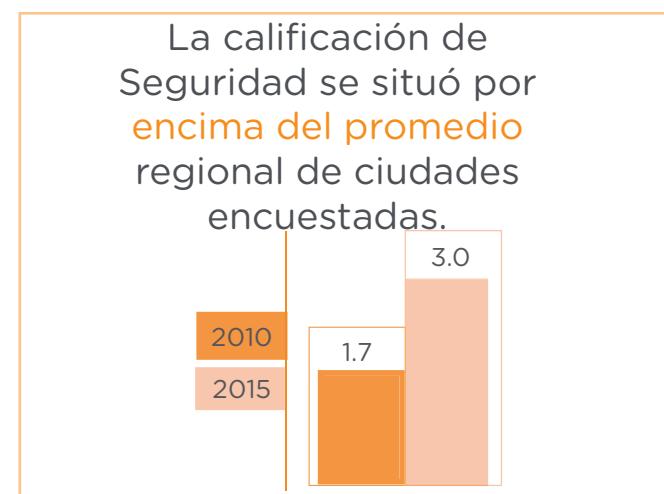 La calificación de
Seguridad se situó por
encima del promedio
regional de ciudades
encuestadas.
3.0
2010
1.7
2015